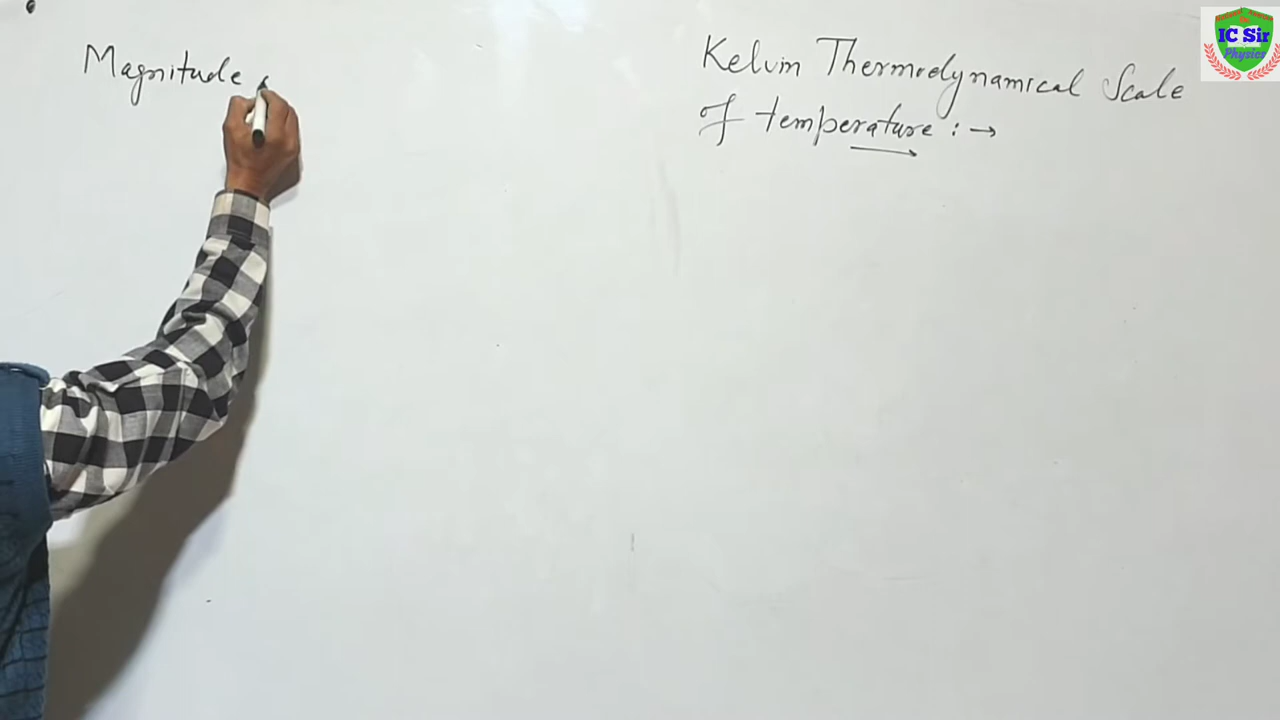 Magnitude
Kelvin Thermodynamical Scale
of temperature : →
IC Sir
Physics